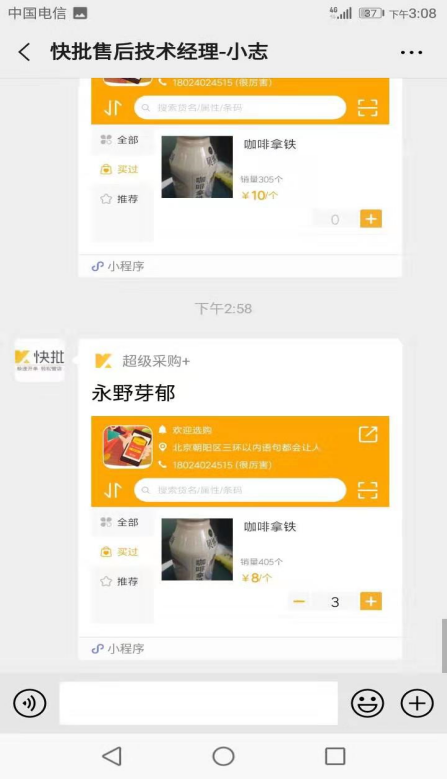 中国电信
4G
37
下午3:08
快批售后技术经理-小志
18024024515 (很厉害)
搜索货名/属性/条码
全部
买过
推荐
咖啡拿铁
销量305个
￥10/个
0
小程序
下午2:58
快批
超级采购+
永野芽郁
欢迎选购
北京朝阳区三环以内语句都会让人
18024024515 (很厉害)
搜索货名/属性/条码
全部
买过
推荐
咖啡拿铁
销量405个
￥8/个
3
小程序